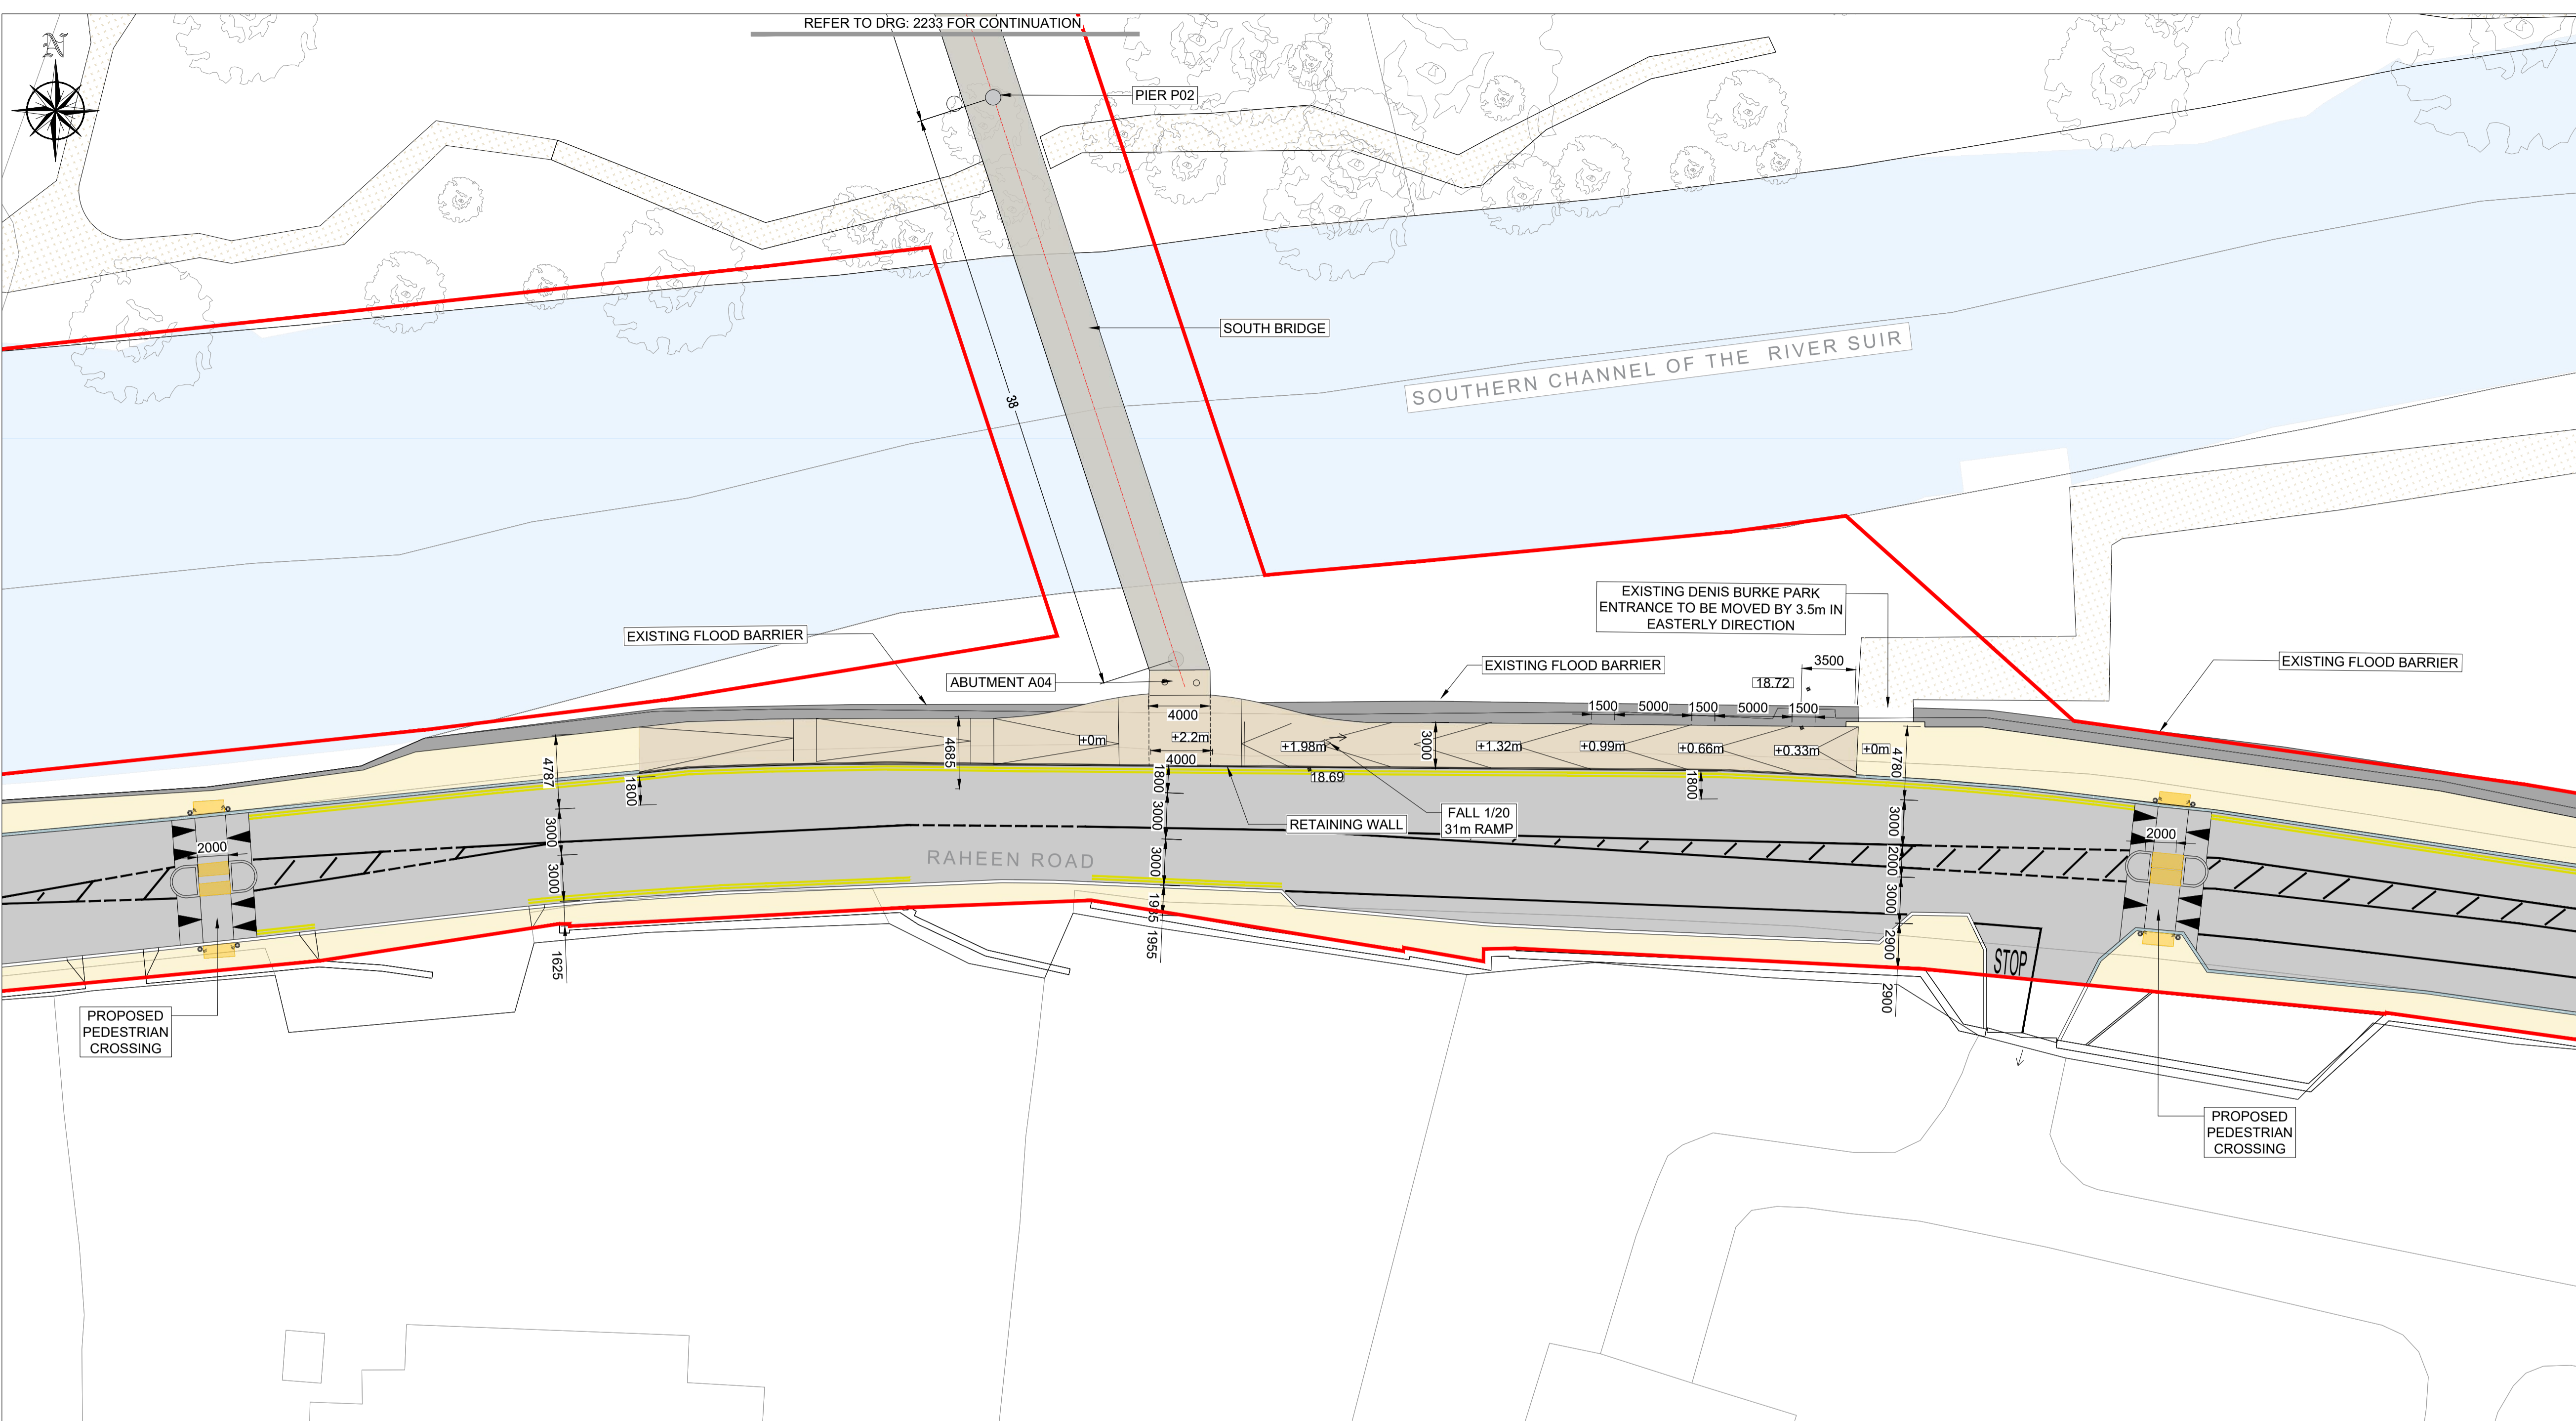 REFER TO DRG: 2233 FOR CONTINUATION
N
PIER P02
SOUTH BRIDGE
SOUTHERN CHANNEL OF THE RIVER SUIR
38
EXISTING DENIS BURKE PARK
ENTRANCE TO BE MOVED BY 3.5m IN
EASTERLY DIRECTION
EXISTING FLOOD BARRIER
EXISTING FLOOD BARRIER
EXISTING FLOOD BARRIER
3500
ABUTMENT A04
18.72
1500
5000
1500
5000
1500
4000
+0m
+2.2m
+1.98m
+1.32m
+0.99m
+0.66m
+0.33m
+0m
4685
3000
4787
4780
4000
18.69
1800
1800
1800
FALL 1/20
31m RAMP
RETAINING WALL
3000
3000
3000
2000
2000
2000
RAHEEN ROAD
3000
3000
3000
1935
1955
1625
2900
2900
STOP
PROPOSED
PEDESTRIAN
CROSSING
PROPOSED
PEDESTRIAN
CROSSING